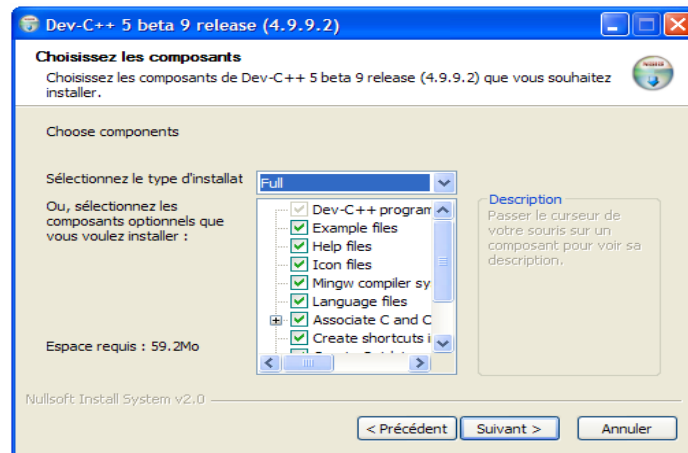 Dev-C++ 5 beta 9 release (4.9.9.2)
Choisissez les composants
Choisissez les composants de Dev-C++ 5 beta 9 release (4.9.9.2) que vous souhaitez
installer.
Choose components
Sélectionnez le type d'installat
Full
Ou, sélectionnez les
composants optionnels que
vous voulez installer :
Dev-C++ program
Example files
Help files
Icon files
Mingw compiler sy
Language files
Associate C and C
Create shortcuts i
Description
Passer le curseur de
votre souris sur un
composant pour voir sa
description.
Espace requis : 59.2Mo
Nullsoft Install System v2.0
< Précédent
Suivant >
Annuler